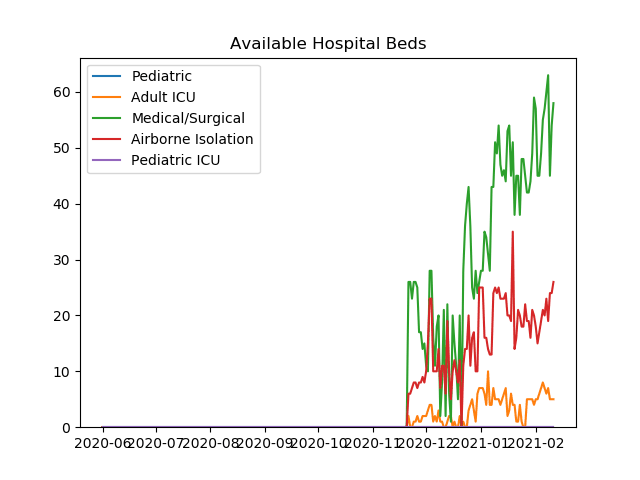 Available Hospital Beds
Pediatric
Adult ICU
Medical/Surgical
Airborne Isolation
Pediatric ICU
60
50
40
30
20
10
0
2020-06 2020-07 2020-08 2020-09 2020-10 2020-11 2020-12 2021-01 2021-02